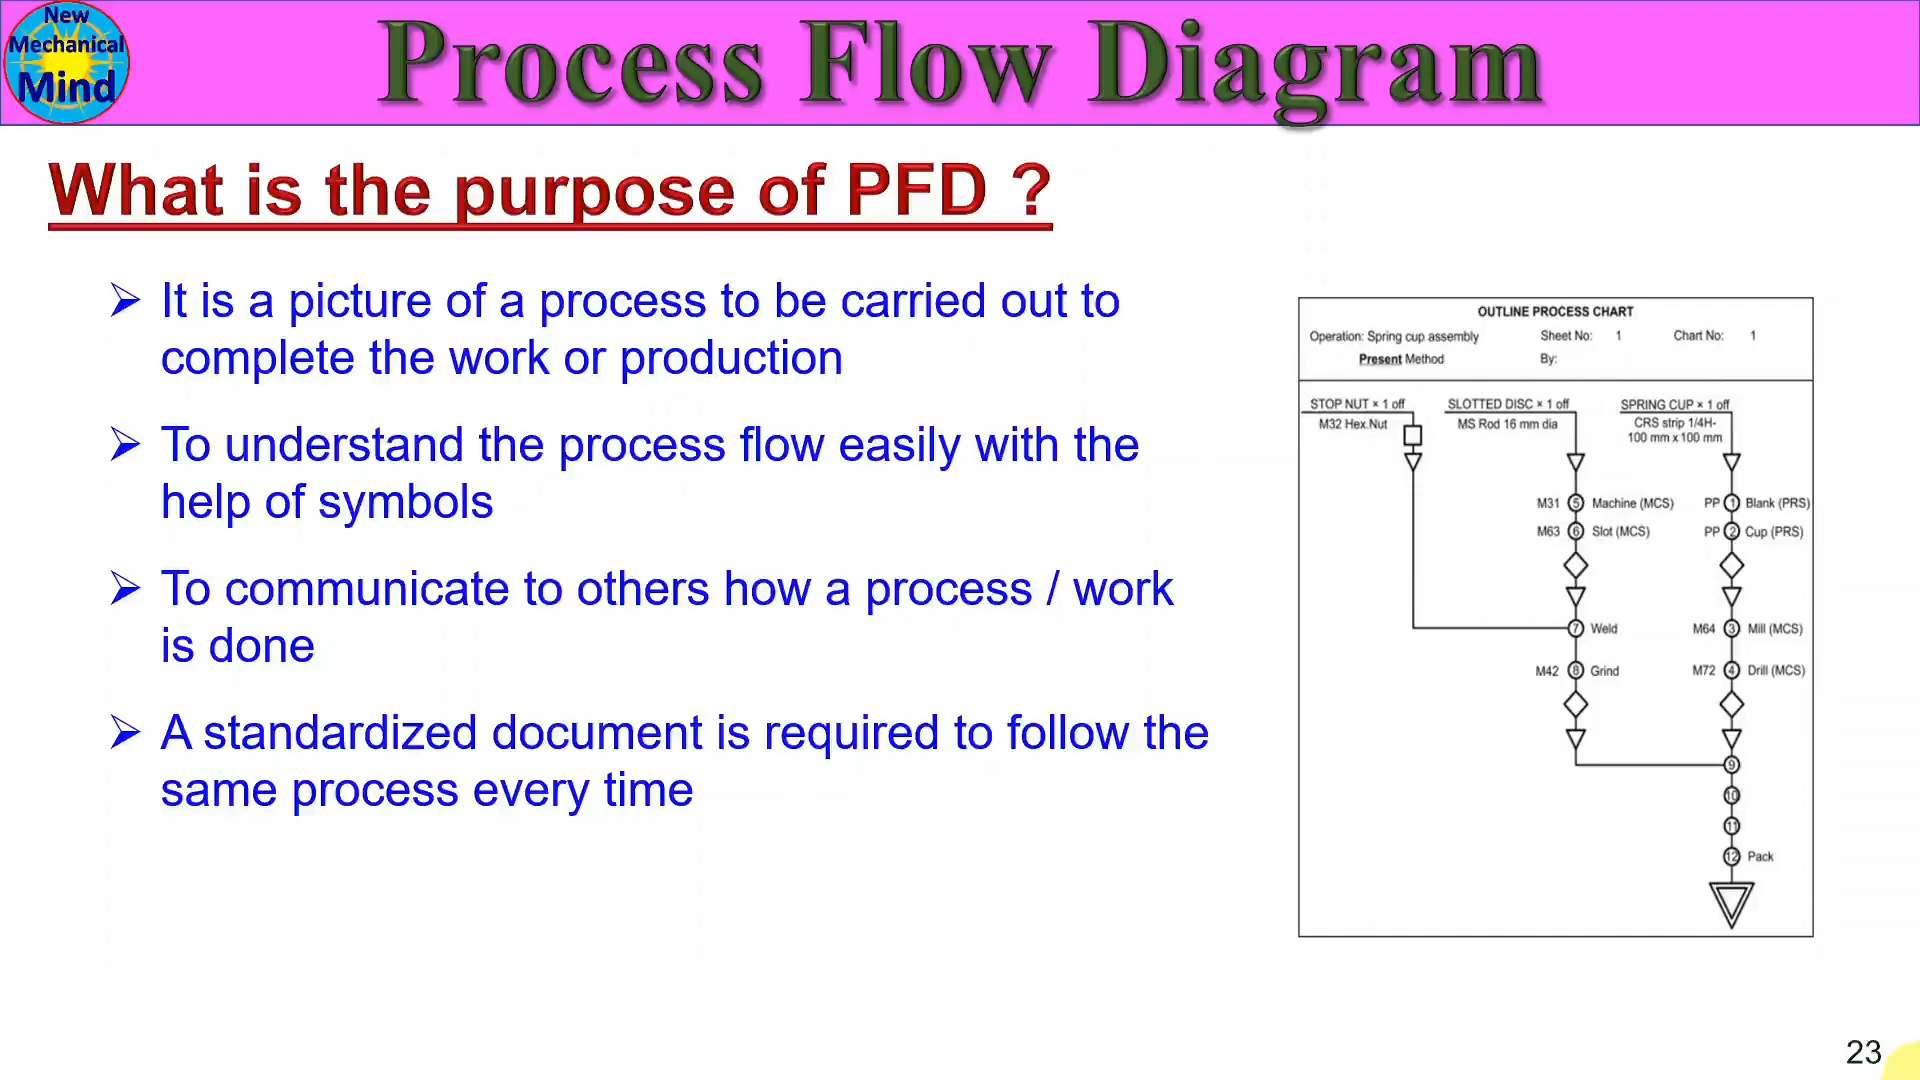 New
Mechanical
Mind
Process Flow Diagram
What is the purpose of PFD ?
➢ It is a picture of a process to be carried out to
complete the work or production
➢ To understand the process flow easily with the
help of symbols
➢ To communicate to others how a process / work
is done
➢ A standardized document is required to follow the
same process every time
OUTLINE PROCESS CHART
Operation: Spring cup assembly Sheet No: 1 Chart No: 1
Present Method By:
STOP NUT × 1 off SLOTTED DISC × 1 off SPRING CUP × 1 off
M32 Hex.Nut MS Rod 16 mm dia CRS strip 1/4H-
100 mm x 100 mm
M31 5 Machine (MCS) PP 1 Blank (PRS)
M63 6 Slot (MCS) PP 2 Cup (PRS)
7 Weld M64 3 Mill (MCS)
M42 8 Grind M72 4 Drill (MCS)
9
10
11
12 Pack
23